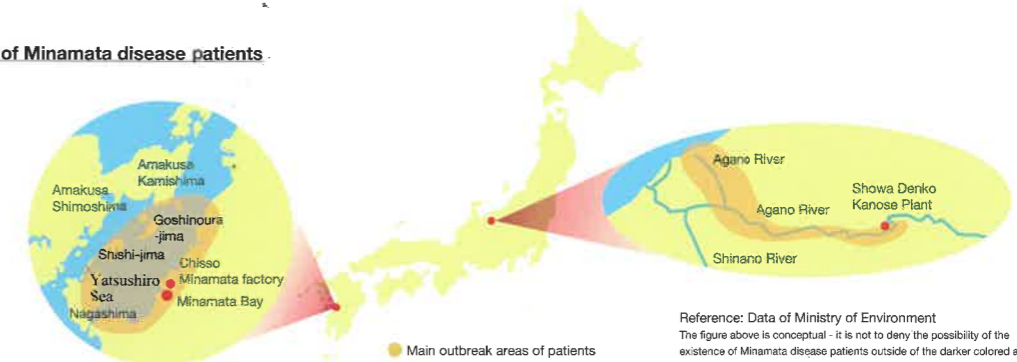 of Minamata disease patients
Amakusa
Kamishima
Amakusa
Shimoshima
Goshinoura
-jima
Shishi-jima
Chisso
Minamata factory
Yatsushiro
Sea
Minamata Bay
Nagashima
Agano River
Showa Denko
Kanose Plant
Agano River
Shinano River
Main outbreak areas of patients
Reference: Data of Ministry of Environment
The figure above is conceptual - it is not to deny the possibility of the
existence of Minamata disease patients outside of the darker colored a